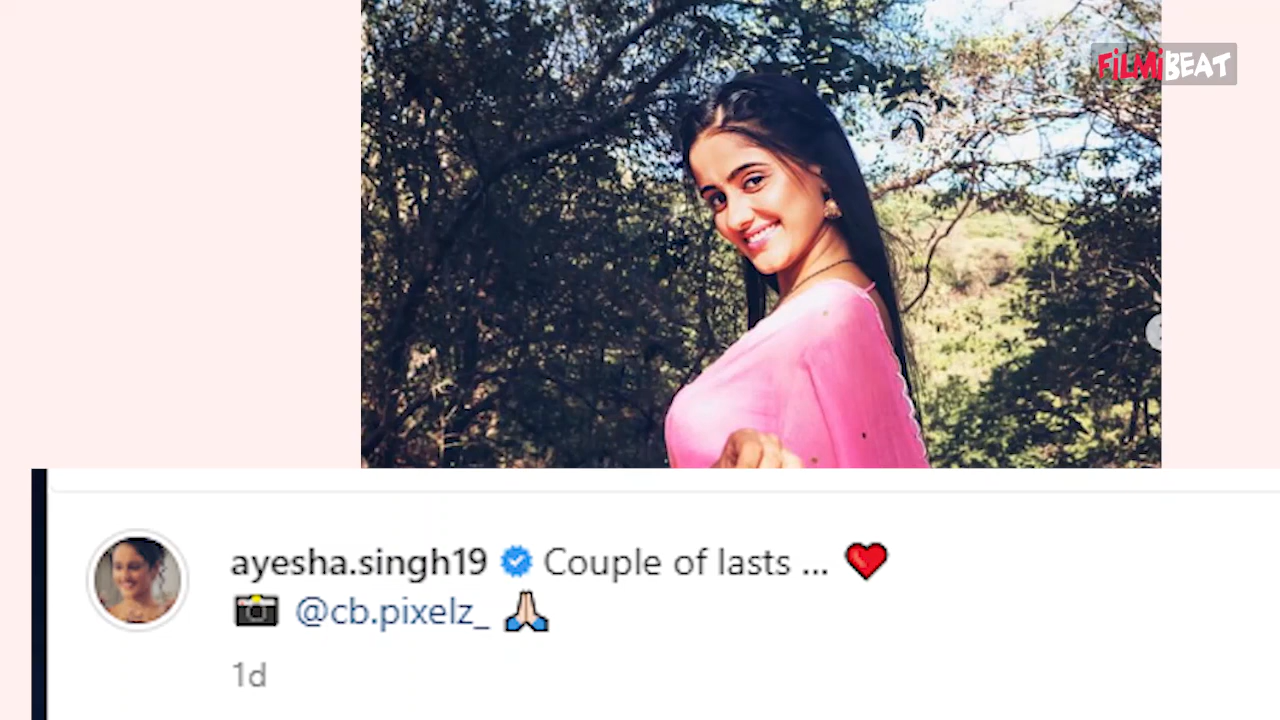 FILMIBEAT
ayesha.singh19 Couple of lasts ... ❤️
📷 @cb.pixelz_ 🙏🏻
1d